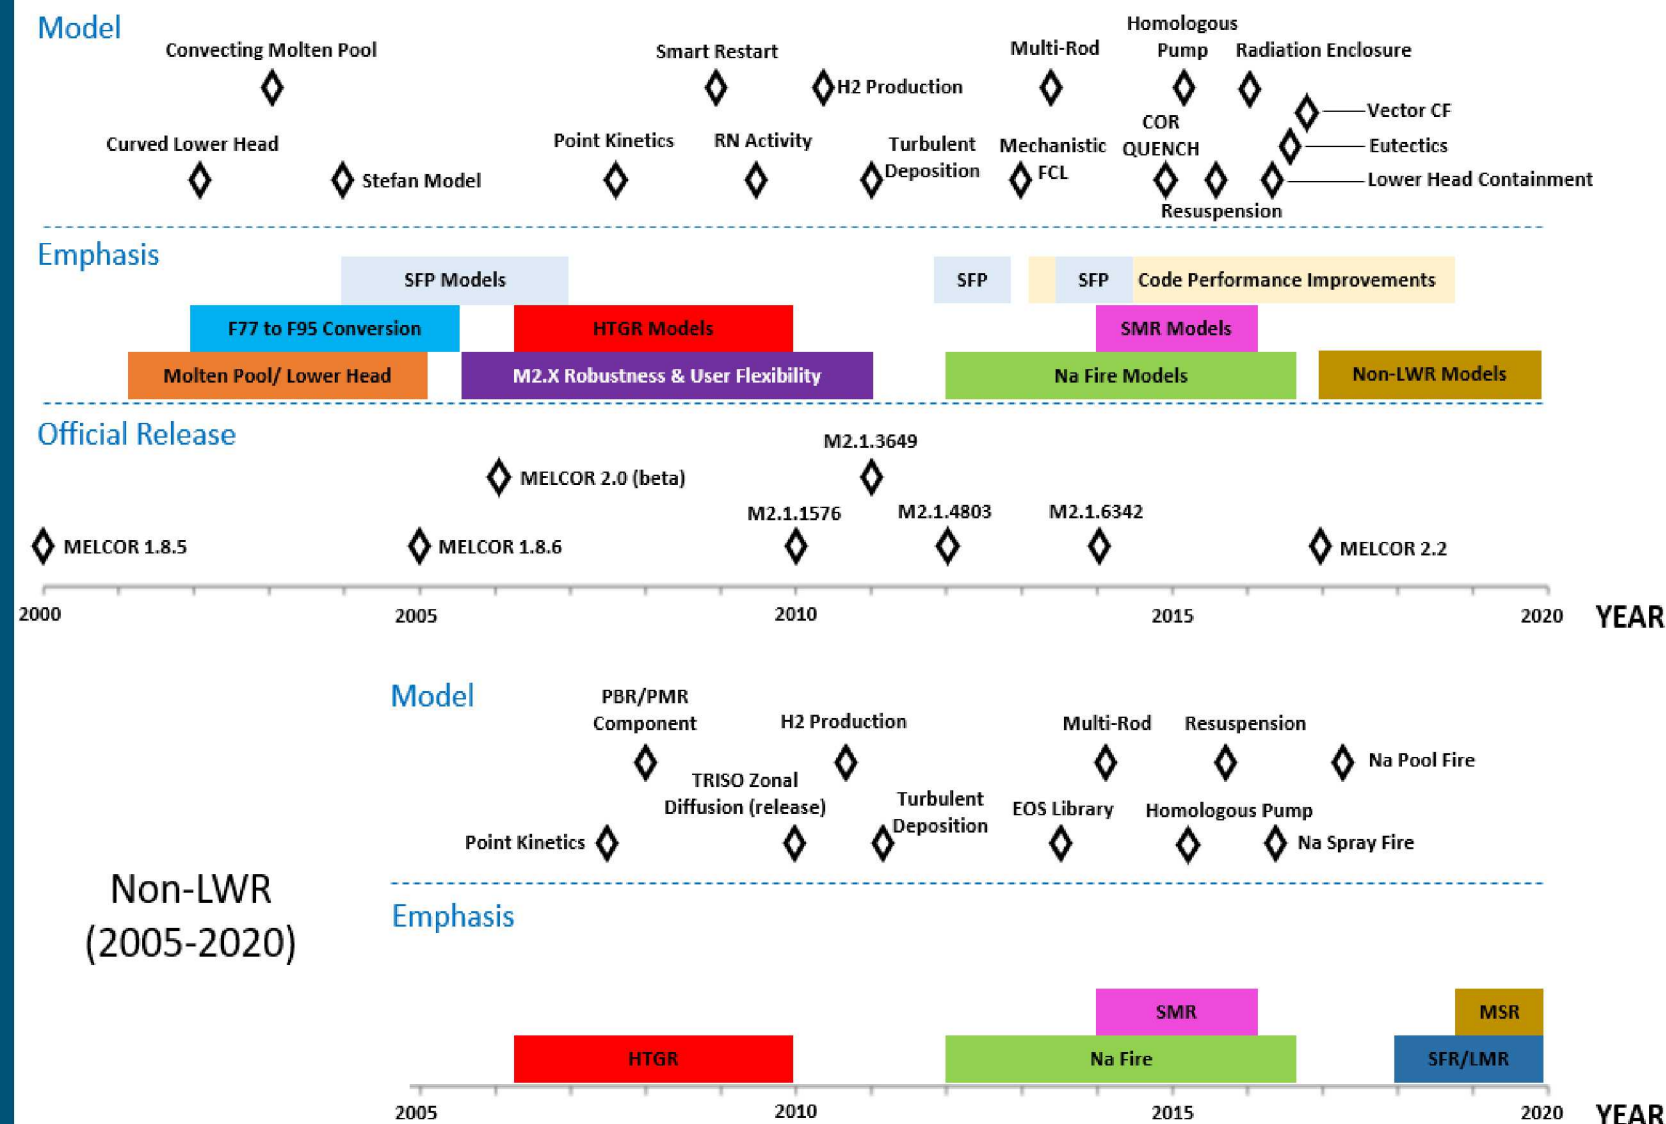 Model
Homologous
Pump
Convecting Molten Pool
Smart Restart
Multi-Rod
Radiation Enclosure
H2 Production
Vector CF
COR
QUENCH
Curved Lower Head
Point Kinetics
RN Activity
Turbulent
Deposition
Mechanistic
FCL
Eutectics
Stefan Model
Lower Head Containment
Resuspension
Emphasis
SFP Models
SFP
SFP
Code Performance Improvements
F77 to F95 Conversion
HTGR Models
SMR Models
Molten Pool/ Lower Head
M2.X Robustness & User Flexibility
Na Fire Models
Non-LWR Models
Official Release
M2.1.3649
MELCOR 2.0 (beta)
M2.1.1576
M2.1.4803
M2.1.6342
MELCOR 1.8.5
MELCOR 1.8.6
MELCOR 2.2
2000
2005
2010
2015
2020
YEAR
Model
PBR/PMR
Component
H2 Production
Multi-Rod
Resuspension
Na Pool Fire
TRISO Zonal
Diffusion (release)
Turbulent
Deposition
EOS Library
Homologous Pump
Point Kinetics
Na Spray Fire
Non-LWR
(2005-2020)
Emphasis
SMR
MSR
HTGR
Na Fire
SFR/LMR
2005
2010
2015
2020
YEAR